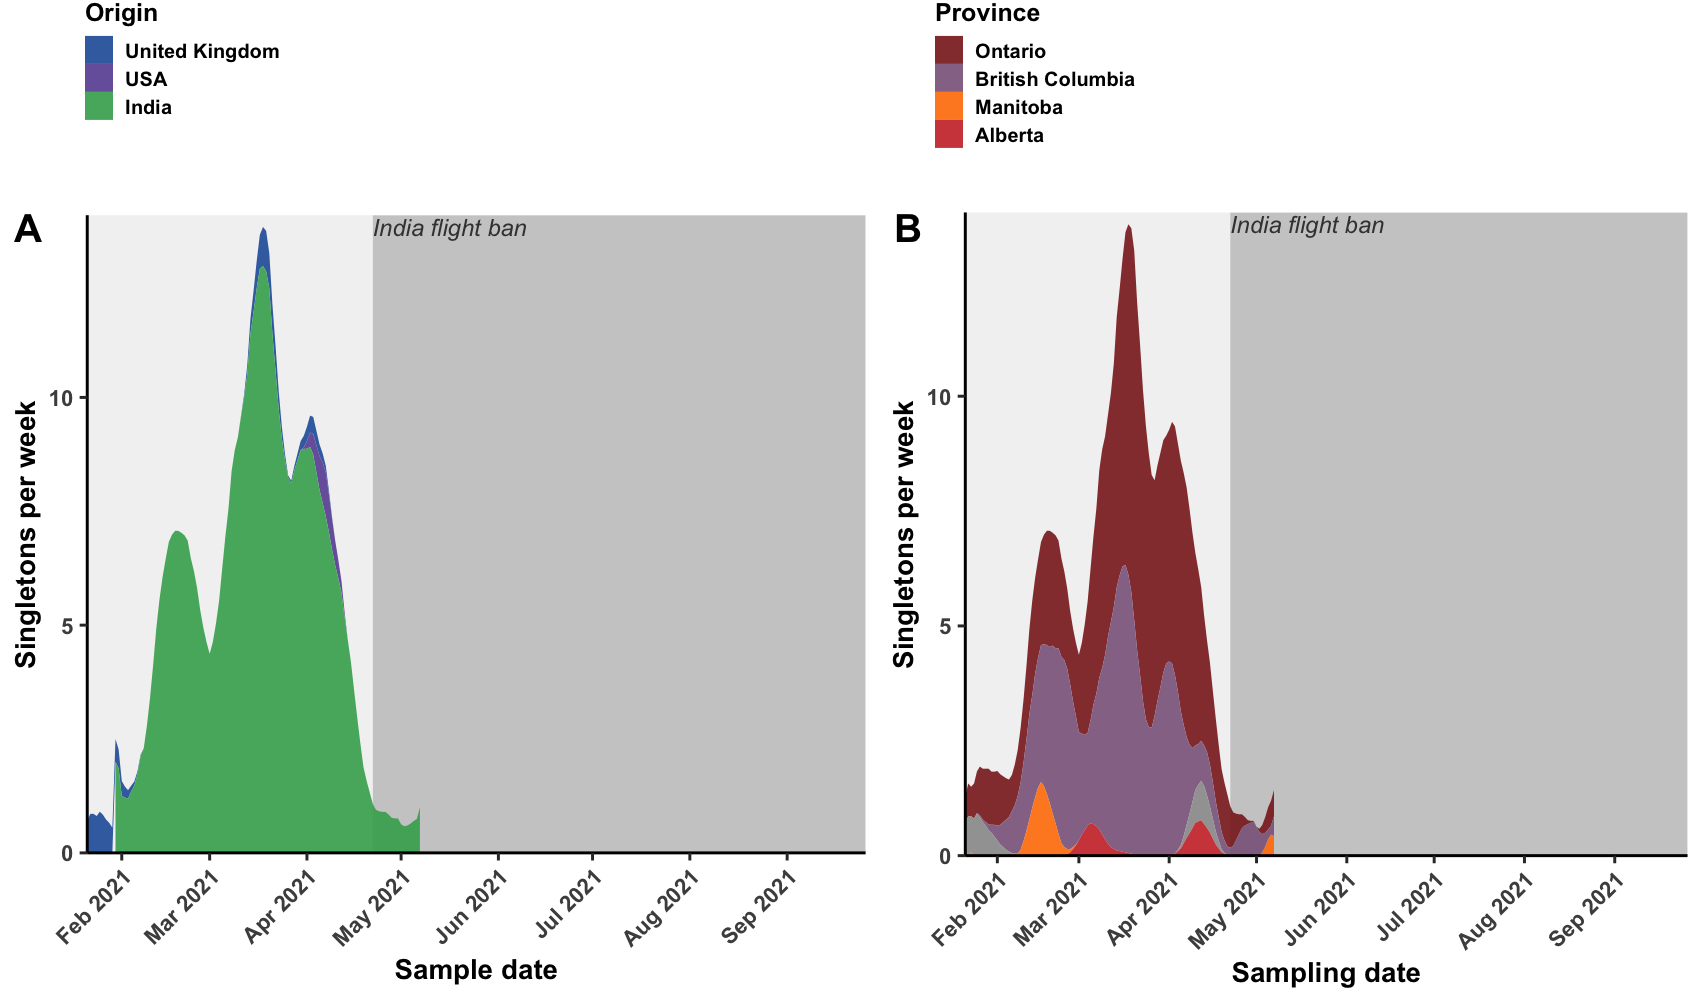 Origin
United Kingdom
USA
India
Province
Ontario
British Columbia
Manitoba
Alberta
A
India flight ban
Singletons per week
10
5
0
Feb 2021
Mar 2021
Apr 2021
May 2021
Jun 2021
Jul 2021
Aug 2021
Sep 2021
Sample date
B
India flight ban
Singletons per week
10
5
0
Feb 2021
Mar 2021
Apr 2021
May 2021
Jun 2021
Jul 2021
Aug 2021
Sep 2021
Sampling date